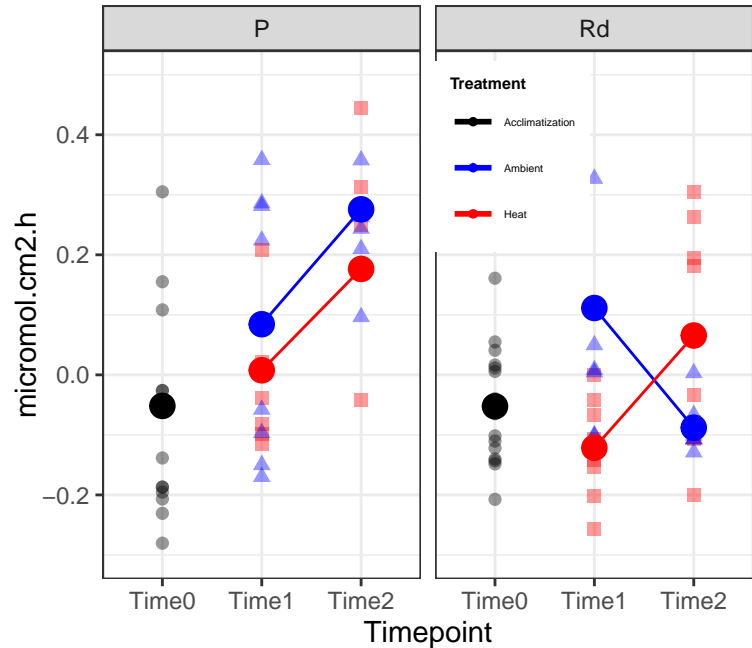 P
Rd
Treatment
Acclimatization
Ambient
Heat
micromol.cm2.h
0.4
0.2
0.0
−0.2
Time0
Time1
Time2
Time0
Time1
Time2
Timepoint